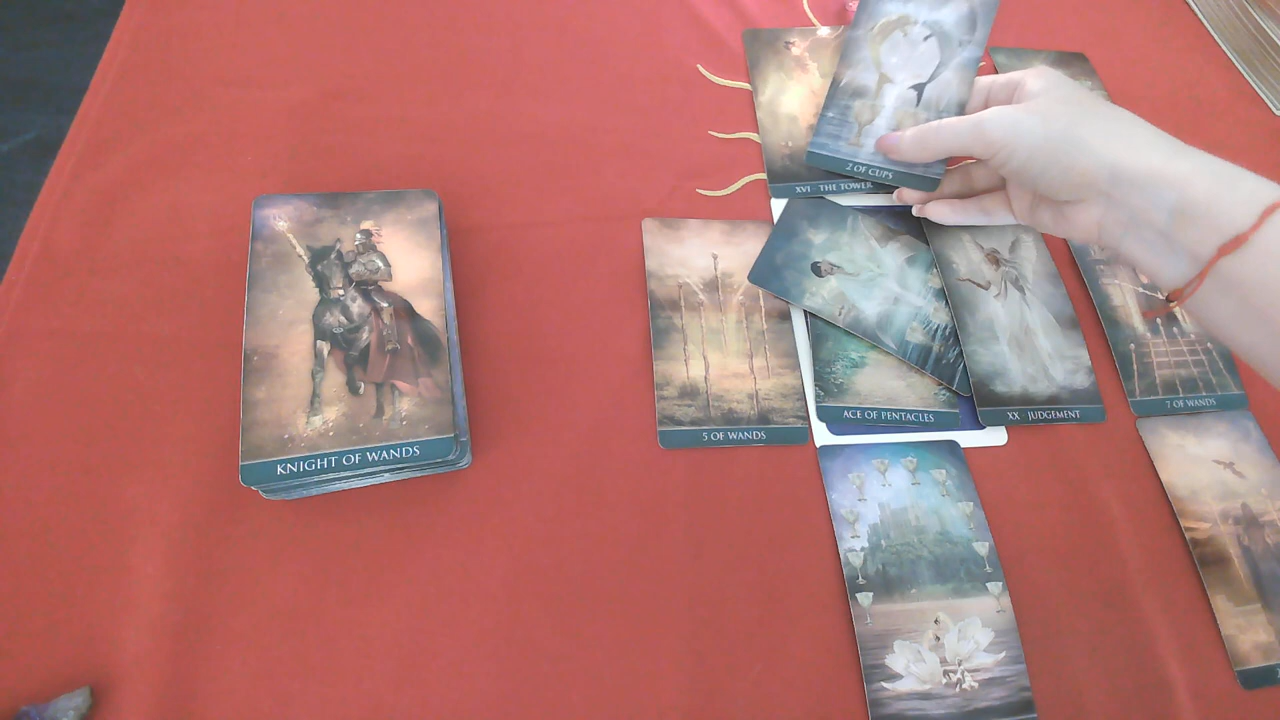 2 OF CUPS
XVI · THE TOWER
KNIGHT OF WANDS
5 OF WANDS
ACE OF PENTACLES
XX · JUDGEMENT
7 OF WANDS